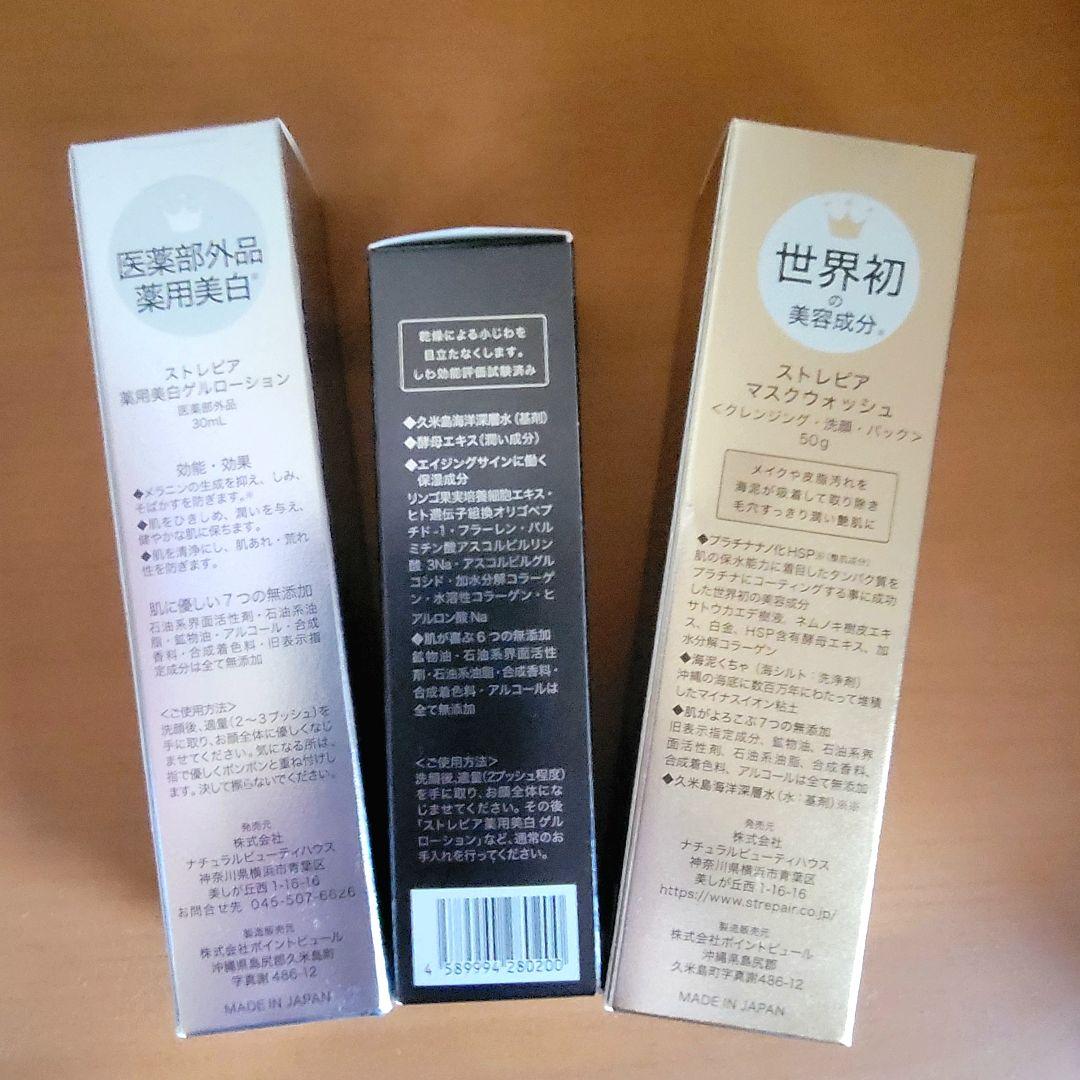 医薬部外品
薬用美白※
ストレピア
薬用美白ゲルローション
医薬部外品
30mL
効能・効果
◆メラニンの生成を抑え、しみ、
そばかすを防ぎます。※
◆肌をひきしめ、潤いを与え、
健やかな肌に保ちます。
◆肌を清浄にし、肌あれ・荒れ
性を防ぎます。
肌に優しい7つの無添加
石油系界面活性剤・石油系油
脂・鉱物油・アルコール・合成
香料・合成着色料・旧表示指
定成分は全て無添加
<ご使用方法>
洗顔後、適量(2〜3プッシュ)を
手に取り、お顔全体に優しくなじ
ませてください。気になる所は、
指で優しくポンポンと重ね付けし
ます。決して擦らないでください。
発売元
株式会社
ナチュラルビューティハウス
神奈川県横浜市青葉区
美しが丘西 1-16-16
お問合せ先 045-507-6626
製造販売元
株式会社ポイントピュール
沖縄県島尻郡久米島町
字真謝 486-12
MADE IN JAPAN
乾燥による小じわを
目立たなくします。
しわ効能評価試験済み
◆久米島海洋深層水(基剤)
◆酵母エキス(潤い成分)
◆エイジングサインに働く
保湿成分
リンゴ果実培養細胞エキス・
ヒト遺伝子組換オリゴペプ
チド-1・フラーレン・パル
ミチン酸アスコルビルリン
酸 3Na・アスコルビルグル
コシド・加水分解コラーゲ
ン・水溶性コラーゲン・ヒ
アルロン酸 Na
◆肌が喜ぶ6つの無添加
鉱物油・石油系界面活性
剤・石油系油脂・合成香料・
合成着色料・アルコールは
全て無添加
<ご使用方法>
洗顔後、適量(2プッシュ程度)
を手に取り、お顔全体にな
じませてください。その後
「ストレピア薬用美白 ゲル
ローション」など、通常のお
手入れを行ってください。
4 589994 280200
世界初
の
美容成分※
ストレピア
マスクウォッシュ
<クレンジング・洗顔・パック>
50g
メイクや皮脂汚れを
海泥が吸着して取り除き
毛穴すっきり潤い艶肌に
◆プラチナナノ化HSP※(整肌成分)
肌の保水能力に着目したタンパク質を
プラチナにコーティングする事に成功
した世界初の美容成分
サトウカエデ樹液、ネムノキ樹皮エキ
ス、白金、HSP含有酵母エキス、加
水分解コラーゲン
◆海泥くちゃ(海シルト:洗浄剤)
沖縄の海底に数百万年にわたって堆積
したマイナスイオン粘土
◆肌がよろこぶ7つの無添加
旧表示指定成分、鉱物油、石油系界
面活性剤、石油系油脂、合成香料、
合成着色料、アルコールは全て無添加
◆久米島海洋深層水(水:基剤)※※
発売元
株式会社
ナチュラルビューティハウス
神奈川県横浜市青葉区
美しが丘西 1-16-16
https://www.strepair.co.jp/
製造販売元
株式会社ポイントピュール
沖縄県島尻郡
久米島町字真謝486-12
MADE IN JAPAN